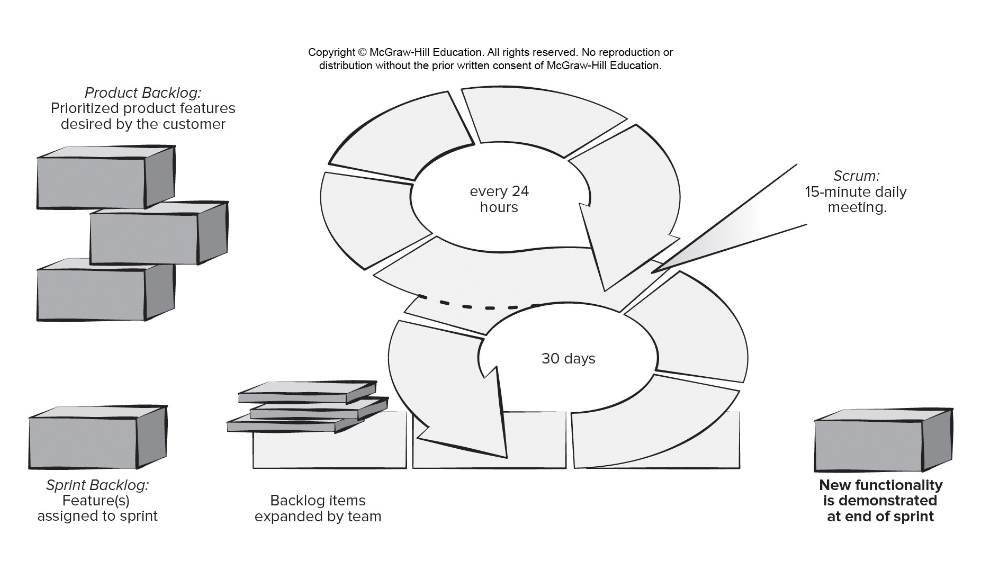 Copyright © McGraw-Hill Education. All rights reserved. No reproduction or
distribution without the prior written consent of McGraw-Hill Education.
Product Backlog:
Prioritized product features
desired by the customer
every 24
hours
Scrum:
15-minute daily
meeting.
30 days
Sprint Backlog:
Feature(s)
assigned to sprint
Backlog items
expanded by team
New functionality
is demonstrated
at end of sprint